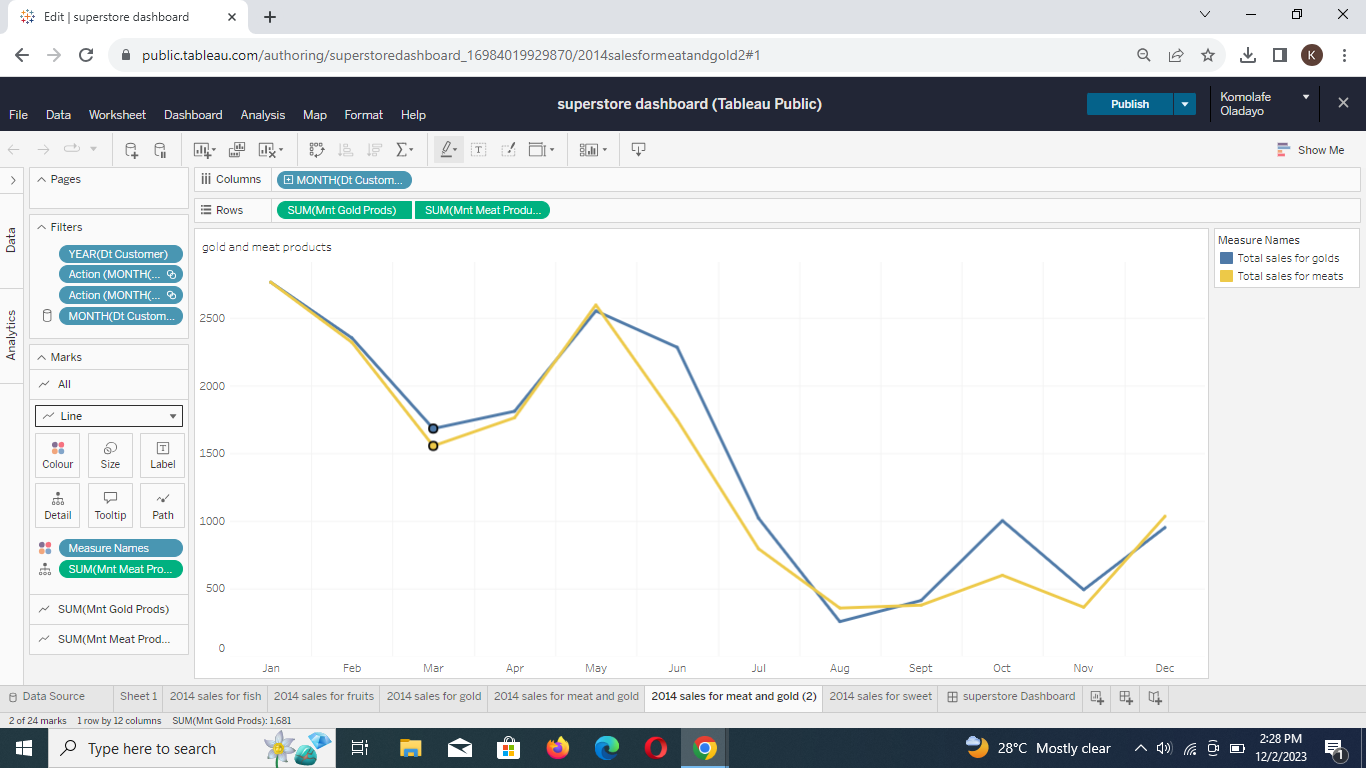 Edit | superstore dashboard
public.tableau.com/authoring/superstoredashboard_16984019929870/2014salesformeatandgold2#1
K
superstore dashboard (Tableau Public)
Publish
Komolafe
Oladayo
File Data Worksheet Dashboard Analysis Map Format Help
Show Me
Pages
Columns
MONTH(Dt Custom...
Rows
SUM(Mnt Gold Prods)
SUM(Mnt Meat Produ...
Data
Analytics
Filters
YEAR(Dt Customer)
Action (MONTH(...
Action (MONTH(...
MONTH(Dt Custom...
Marks
All
Line
Colour Size Label
Detail Tooltip Path
Measure Names
SUM(Mnt Meat Pro...
SUM(Mnt Gold Prods)
SUM(Mnt Meat Prod...
gold and meat products
2500
2000
1500
1000
500
0
Jan Feb Mar Apr May Jun Jul Aug Sept Oct Nov Dec
Measure Names
Total sales for golds
Total sales for meats
Data Source Sheet 1 2014 sales for fish 2014 sales for fruits 2014 sales for gold 2014 sales for meat and gold 2014 sales for meat and gold (2) 2014 sales for sweet superstore Dashboard
2 of 24 marks 1 row by 12 columns SUM(Mnt Gold Prods): 1,681
Type here to search
28°C Mostly clear
2:28 PM
12/2/2023
1